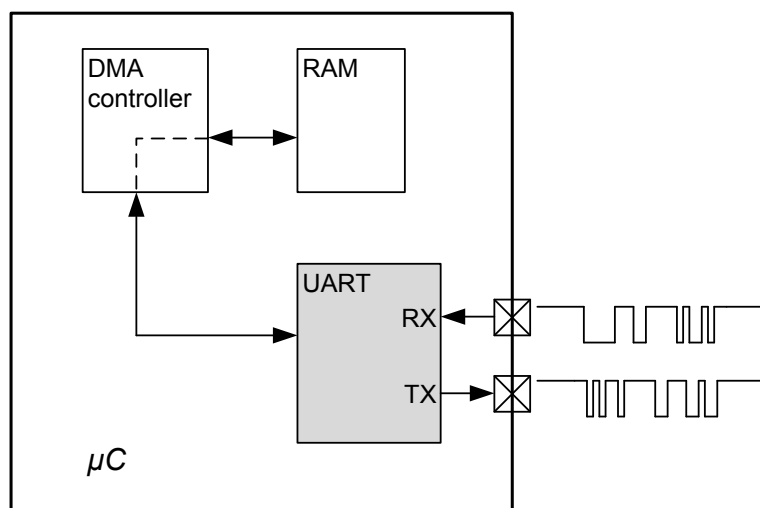 DMA
controller
RAM
UART
RX
TX
µC